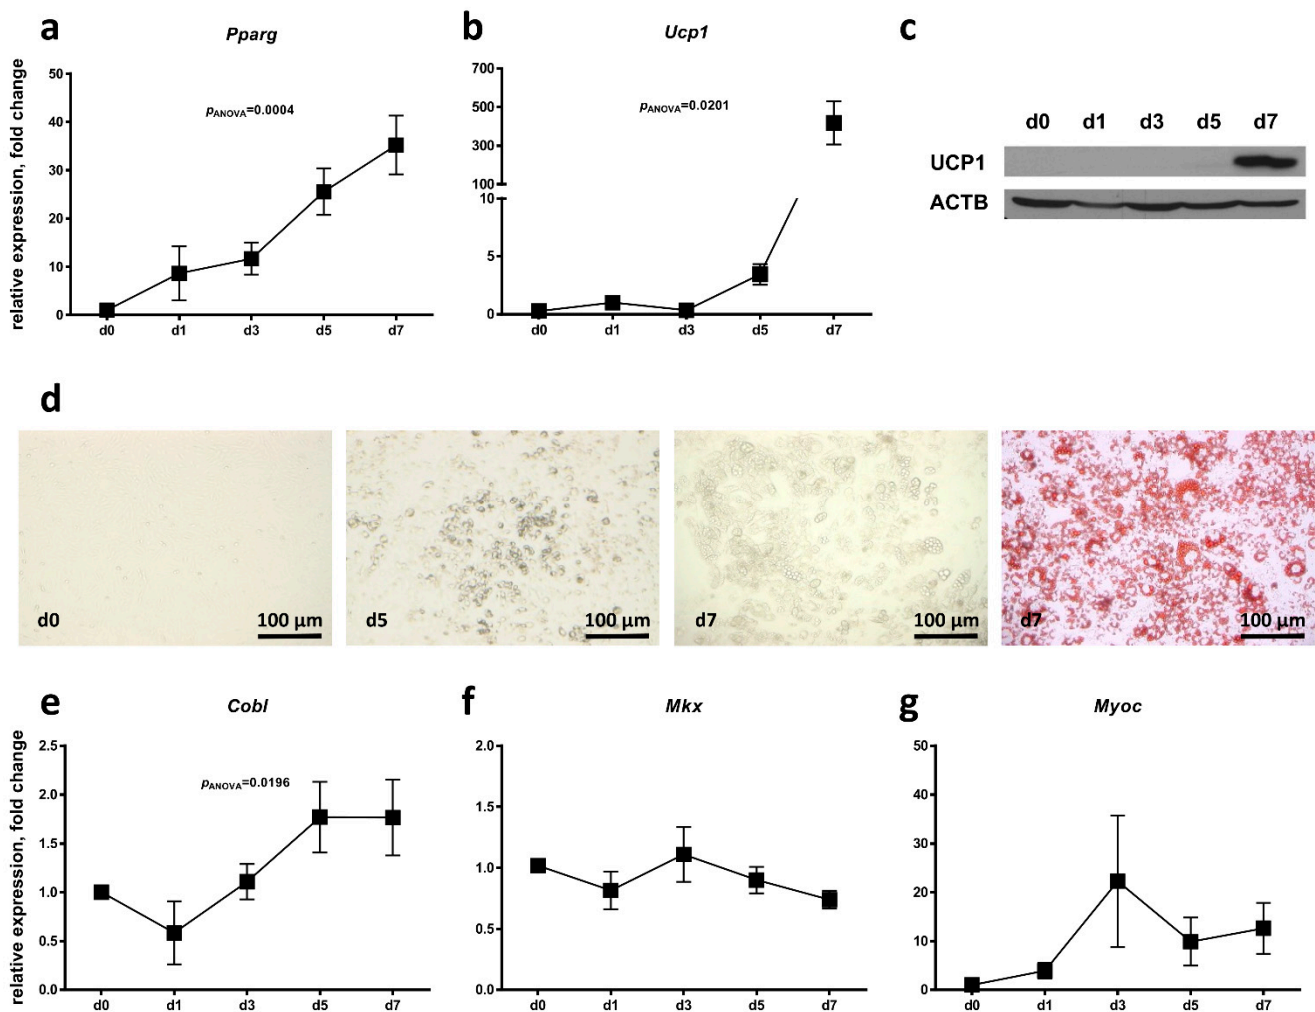 a
Pparg
relative expression, fold change
50
40
30
20
10
0
pANOVA=0.0004
d0 d1 d3 d5 d7
b
Ucp1
700
500
300
100
10
5
0
pANOVA=0.0201
d0 d1 d3 d5 d7
c
d0 d1 d3 d5 d7
UCP1
ACTB
d
d0 100 µm
d5 100 µm
d7 100 µm
d7 100 µm
e
Cobl
relative expression, fold change
2.5
2.0
1.5
1.0
0.5
0.0
pANOVA=0.0196
d0 d1 d3 d5 d7
f
Mkx
2.0
1.5
1.0
0.5
0.0
d0 d1 d3 d5 d7
g
Myoc
50
40
30
20
10
0
d0 d1 d3 d5 d7